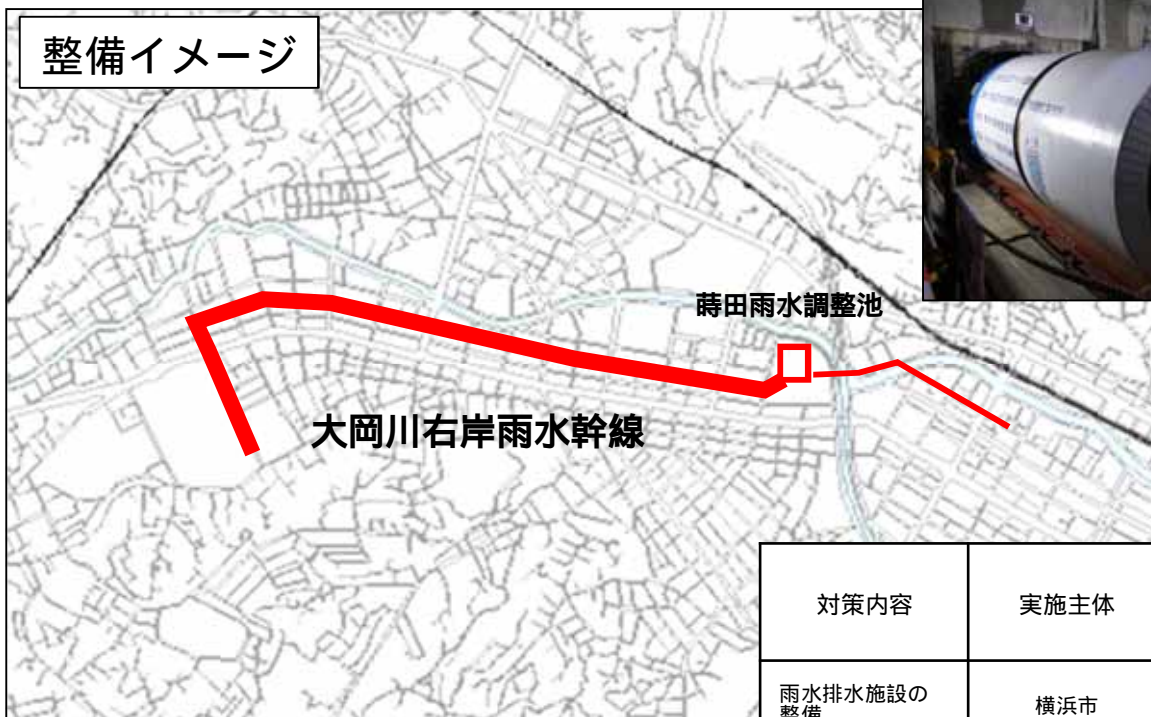 整備イメージ
蒔田雨水調整池
大岡川右岸雨水幹線
対策内容
実施主体
雨水排水施設の
整備
横浜市